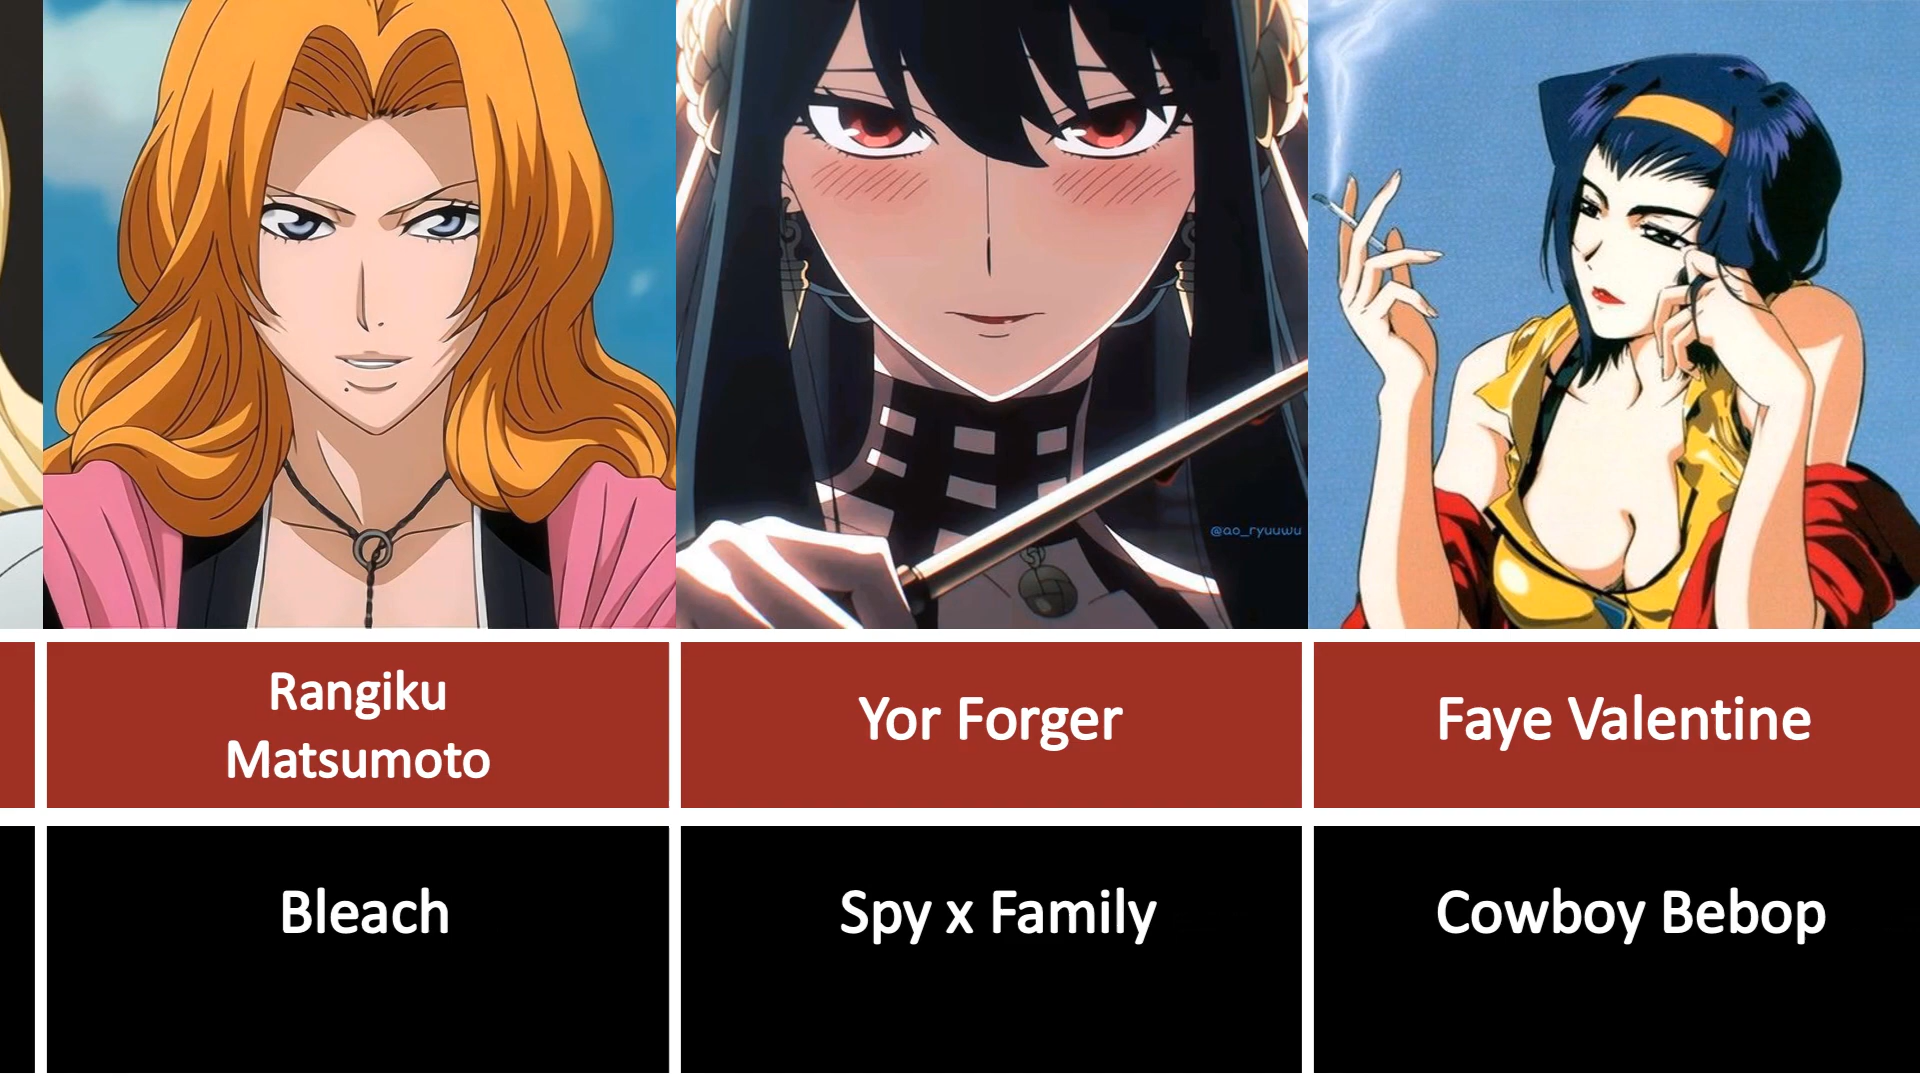 @ao_ryuuwu
Rangiku
Matsumoto
Yor Forger
Faye Valentine
Bleach
Spy x Family
Cowboy Bebop